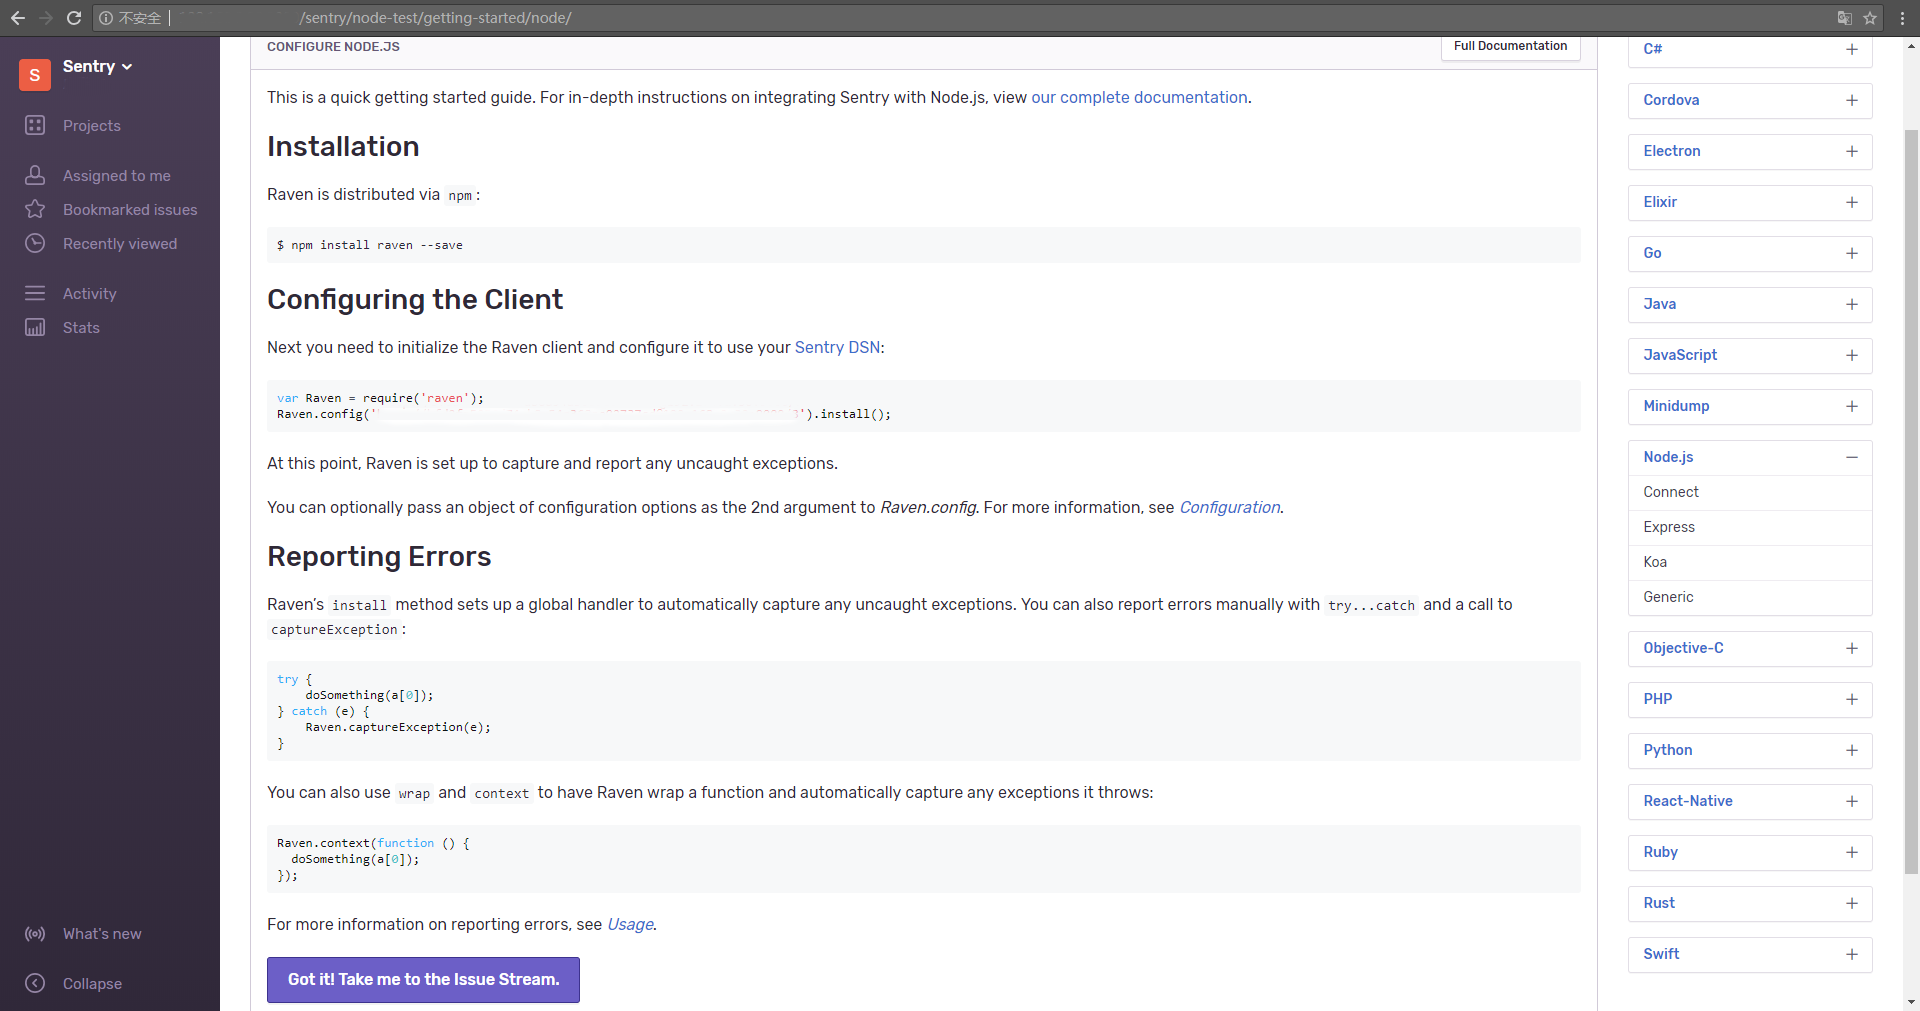 不安全
/sentry/node-test/getting-started/node/
S
Sentry
Projects
Assigned to me
Bookmarked issues
Recently viewed
Activity
Stats
What's new
Collapse
CONFIGURE NODE.JS
Full Documentation
This is a quick getting started guide. For in-depth instructions on integrating Sentry with Node.js, view our complete documentation.
Installation
Raven is distributed via npm:
$ npm install raven --save
Configuring the Client
Next you need to initialize the Raven client and configure it to use your Sentry DSN:
var Raven = require('raven');
Raven.config(' ').install();
At this point, Raven is set up to capture and report any uncaught exceptions.
You can optionally pass an object of configuration options as the 2nd argument to Raven.config. For more information, see Configuration.
Reporting Errors
Raven's install method sets up a global handler to automatically capture any uncaught exceptions. You can also report errors manually with try...catch and a call to
captureException:
try {
doSomething(a[0]);
} catch (e) {
Raven.captureException(e);
}
You can also use wrap and context to have Raven wrap a function and automatically capture any exceptions it throws:
Raven.context(function () {
doSomething(a[0]);
});
For more information on reporting errors, see Usage.
Got it! Take me to the Issue Stream.
C#
Cordova
Electron
Elixir
Go
Java
JavaScript
Minidump
Node.js
Connect
Express
Koa
Generic
Objective-C
PHP
Python
React-Native
Ruby
Rust
Swift